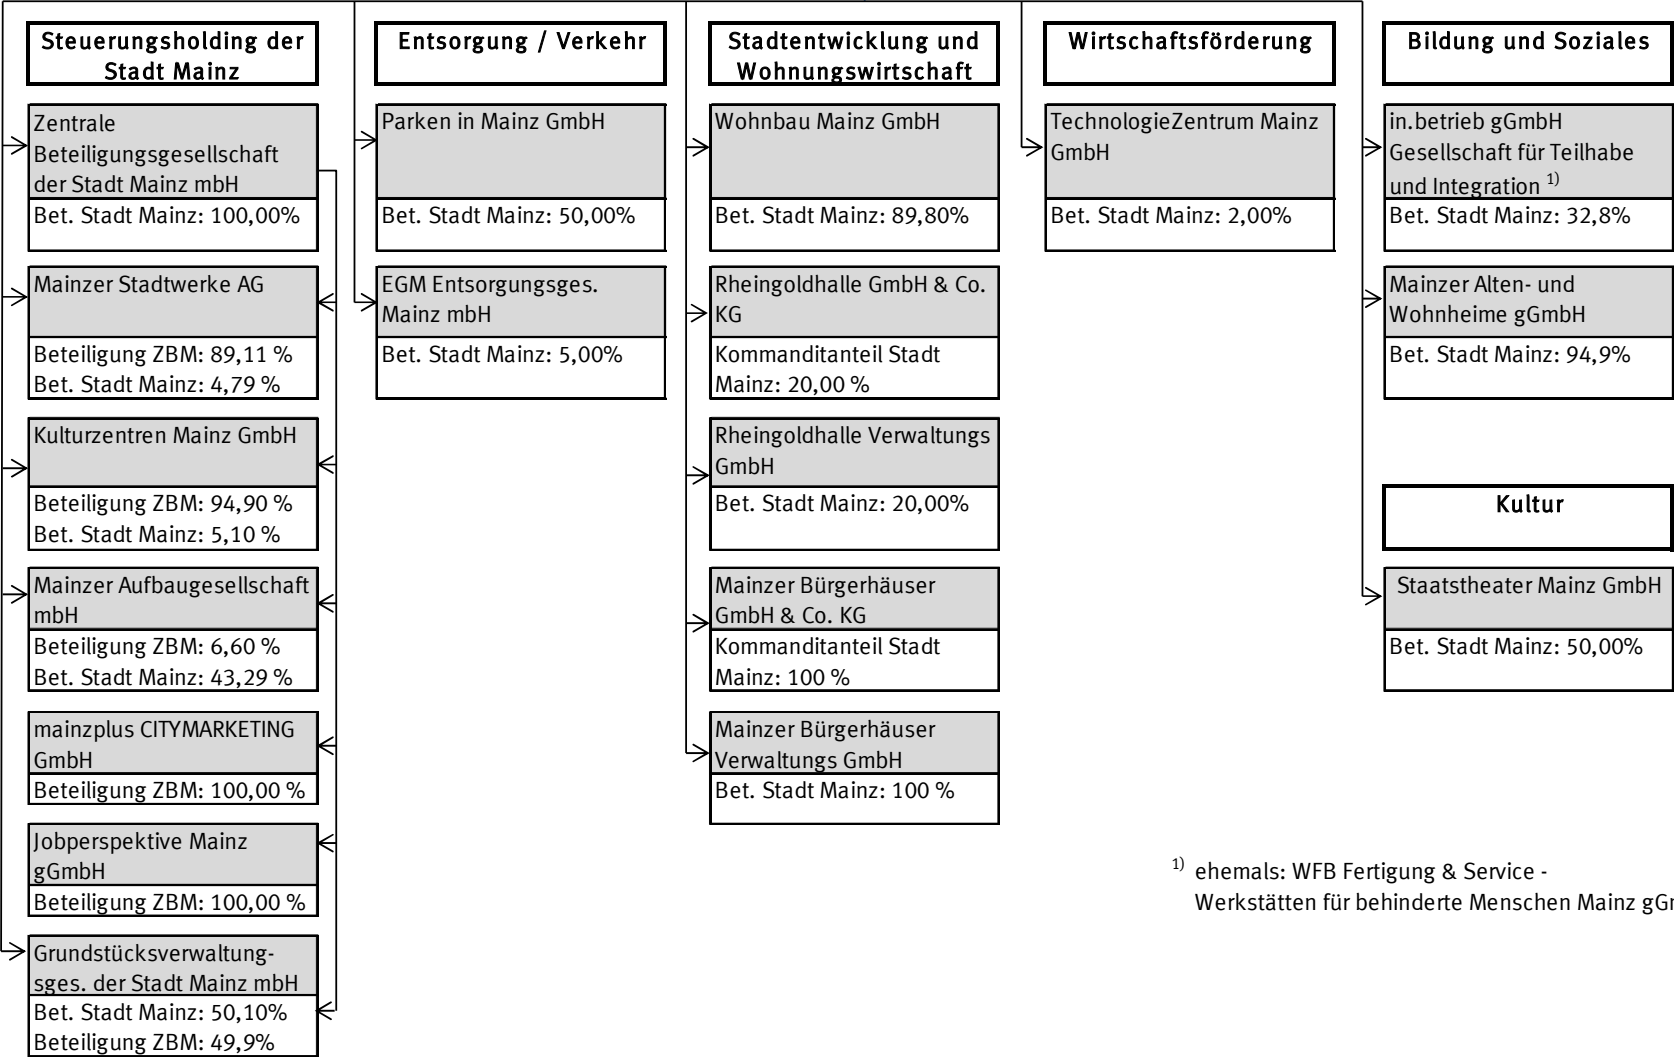 Steuerungsholding der
Stadt Mainz
Zentrale
Beteiligungsgesellschaft
der Stadt Mainz mbH
Bet. Stadt Mainz: 100,00%
Mainzer Stadtwerke AG
Beteiligung ZBM: 89,11 %
Bet. Stadt Mainz: 4,79 %
Kulturzentren Mainz GmbH
Beteiligung ZBM: 94,90 %
Bet. Stadt Mainz: 5,10 %
Mainzer Aufbaugesellschaft
mbH
Beteiligung ZBM: 6,60 %
Bet. Stadt Mainz: 43,29 %
mainzplus CITYMARKETING
GmbH
Beteiligung ZBM: 100,00 %
Jobperspektive Mainz
gGmbH
Beteiligung ZBM: 100,00 %
Grundstücksverwaltung-
sges. der Stadt Mainz mbH
Bet. Stadt Mainz: 50,10%
Beteiligung ZBM: 49,9%
Entsorgung / Verkehr
Parken in Mainz GmbH
Bet. Stadt Mainz: 50,00%
EGM Entsorgungsges.
Mainz mbH
Bet. Stadt Mainz: 5,00%
Stadtentwicklung und
Wohnungswirtschaft
Wohnbau Mainz GmbH
Bet. Stadt Mainz: 89,80%
Rheingoldhalle GmbH & Co.
KG
Kommanditanteil Stadt
Mainz: 20,00 %
Rheingoldhalle Verwaltungs
GmbH
Bet. Stadt Mainz: 20,00%
Mainzer Bürgerhäuser
GmbH & Co. KG
Kommanditanteil Stadt
Mainz: 100 %
Mainzer Bürgerhäuser
Verwaltungs GmbH
Bet. Stadt Mainz: 100 %
Wirtschaftsförderung
TechnologieZentrum Mainz
GmbH
Bet. Stadt Mainz: 2,00%
Bildung und Soziales
in.betrieb gGmbH
Gesellschaft für Teilhabe
und Integration 1)
Bet. Stadt Mainz: 32,8%
Mainzer Alten- und
Wohnheime gGmbH
Bet. Stadt Mainz: 94,9%
Kultur
Staatstheater Mainz GmbH
Bet. Stadt Mainz: 50,00%
1) ehemals: WFB Fertigung & Service -
Werkstätten für behinderte Menschen Mainz